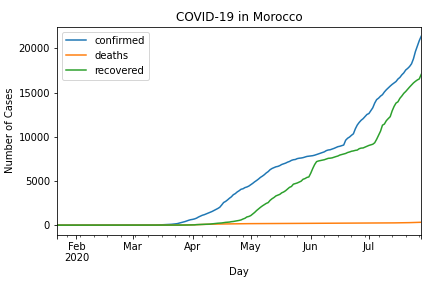 COVID-19 in Morocco
confirmed
deaths
recovered
Number of Cases
20000
15000
10000
5000
0
Feb
2020
Mar
Apr
May
Jun
Jul
Day